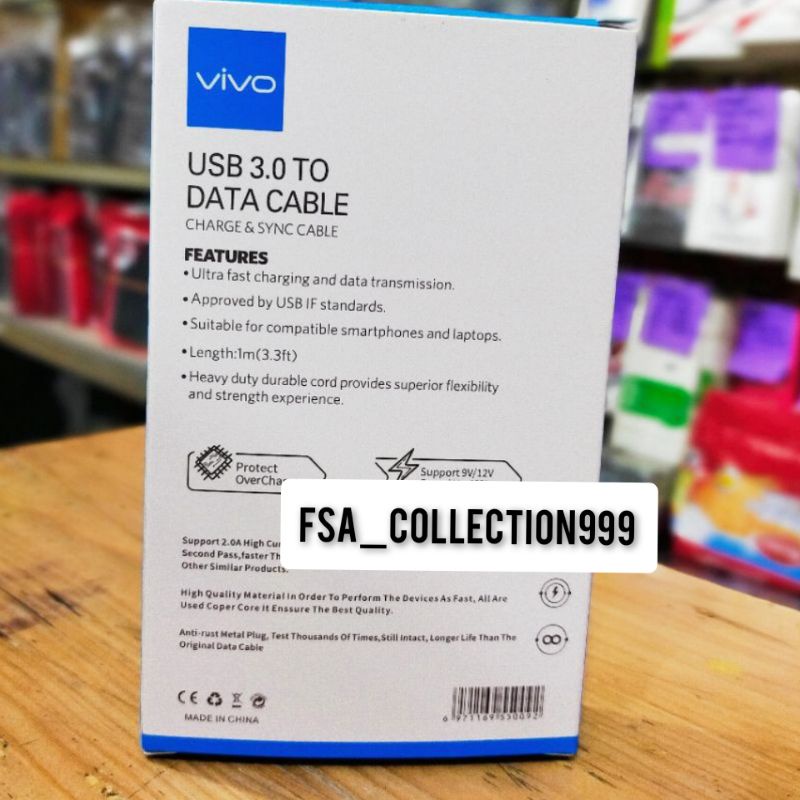 vivo
USB 3.0 TO
DATA CABLE
CHARGE & SYNC CABLE
FEATURES
• Ultra fast charging and data transmission.
• Approved by USB IF standards.
• Suitable for compatible smartphones and laptops.
• Length:1m(3.3ft)
• Heavy duty durable cord provides superior flexibility
and strength experience.
Protect
Support 9V/12V
FSA_COLLECTION999
Support 2.0A High
Second Pass,faster
Other Similar Products.
High Quality Material In Order To Perform The Devices As Fast, All Are
Used Coper Core It Enssure The Best Quality.
Anti-rust Metal Plug, Test Thousands Of Times,Still Intact, Longer Life Than The
Original Data Cable
CE
MADE IN CHINA
6 971169 550092